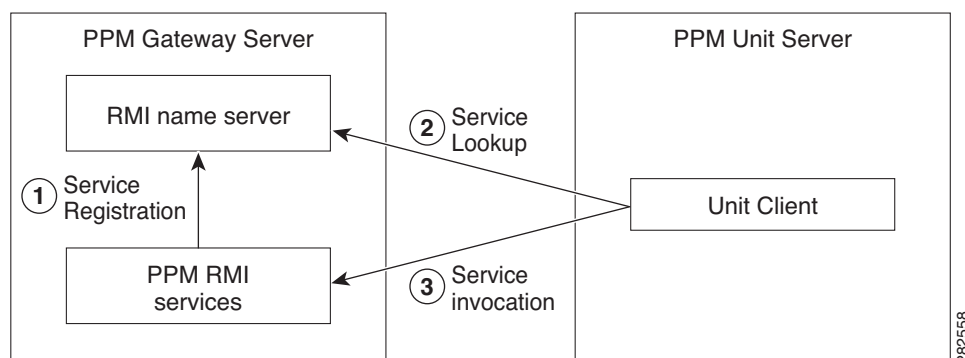 PPM Gateway Server
PPM Unit Server
RMI name server
2 Service
Lookup
1 Service
Registration
Unit Client
PPM RMI
services
3 Service
invocation